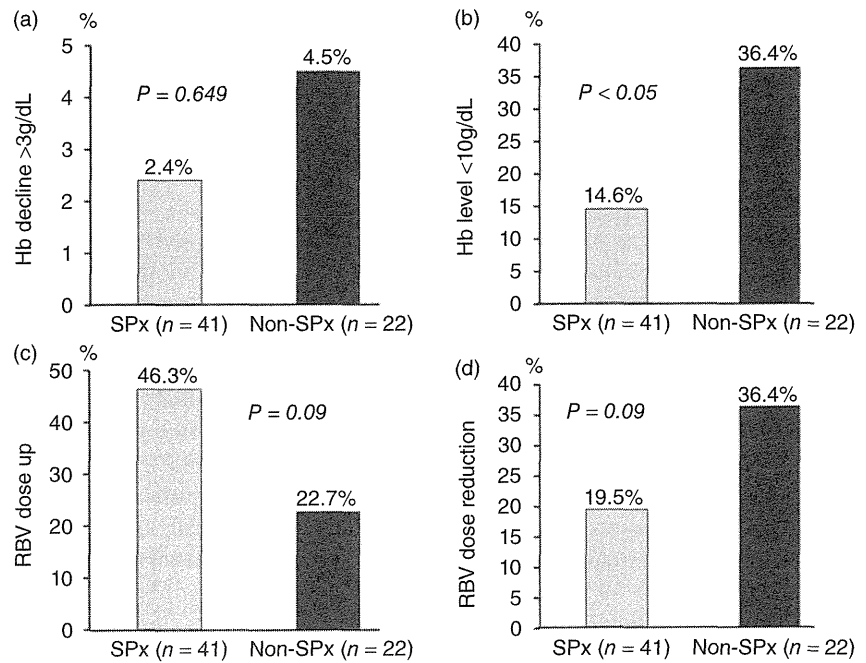 (a)
%
Hb decline >3g/dL
5
4
3
2
1
0
P = 0.649
2.4%
4.5%
SPx (n = 41)
Non-SPx (n = 22)
(b)
%
Hb level <10g/dL
40
35
30
25
20
15
10
5
0
P < 0.05
14.6%
36.4%
SPx (n = 41)
Non-SPx (n = 22)
(c)
%
RBV dose up
50
40
30
20
10
0
46.3%
P = 0.09
22.7%
SPx (n = 41)
Non-SPx (n = 22)
(d)
%
RBV dose reduction
40
35
30
25
20
15
10
5
0
P = 0.09
19.5%
36.4%
SPx (n = 41)
Non-SPx (n = 22)